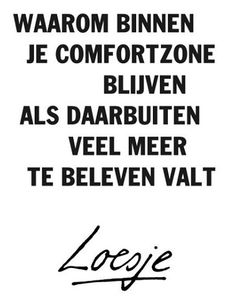 WAAROM BINNEN
JE COMFORTZONE
BLIJVEN
ALS DAARBUITEN
VEEL MEER
TE BELEVEN VALT
Loesje